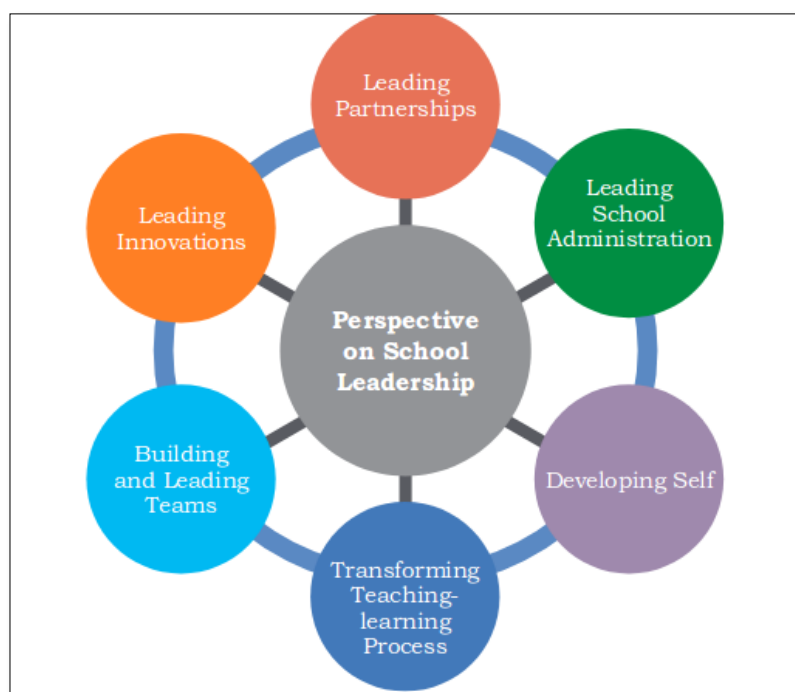 Leading
Partnerships
Leading
School
Administration
Leading
Innovations
Perspective
on School
Leadership
Building
and Leading
Teams
Developing Self
Transforming
Teaching-
learning
Process